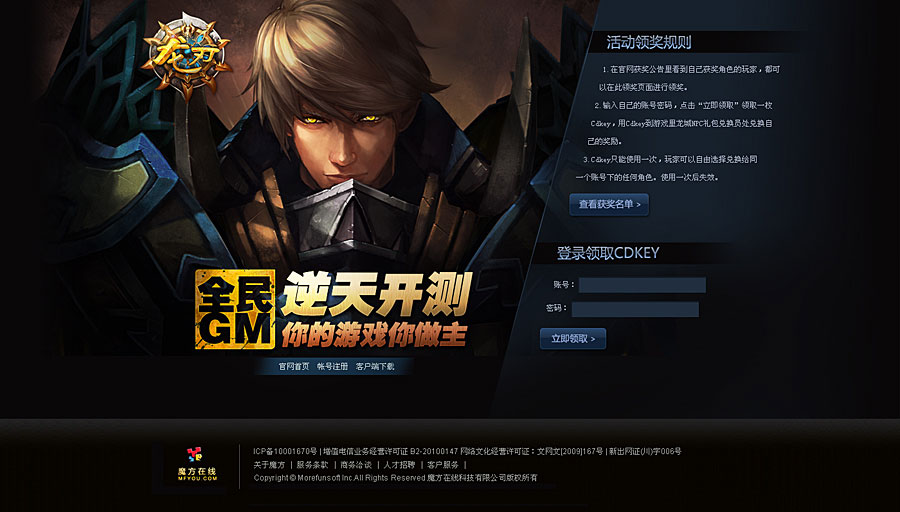 龙刃
活动领奖规则
1. 在官网获奖公告里看到自己获奖角色的玩家，都可
以在此领奖页面进行领奖。
2. 输入自己的账号密码，点击“立即领取”领取一枚
Cdkey，用Cdkey到游戏里龙城NPC礼包兑换员处兑换自
己的奖励。
3. Cdkey只能使用一次，玩家可以自由选择兑换给同
一个账号下的任何角色。使用一次后失效。
查看获奖名单 >
登录领取CDKEY
账号：
密码：
立即领取 >
全民
GM
逆天开测
你的游戏你做主
官网首页 帐号注册 客户端下载
魔方在线
MFYOU.COM
ICP备10001670号 | 增值电信业务经营许可证 B2-20100147 网络文化经营许可证：文网文[2009]167号 | 新出网证(川)字006号
关于魔方 | 服务条款 | 商务洽谈 | 人才招聘 | 客户服务 |
Copyright © Morefunsoft Inc.All Rights Reserved 魔方在线科技有限公司版权所有